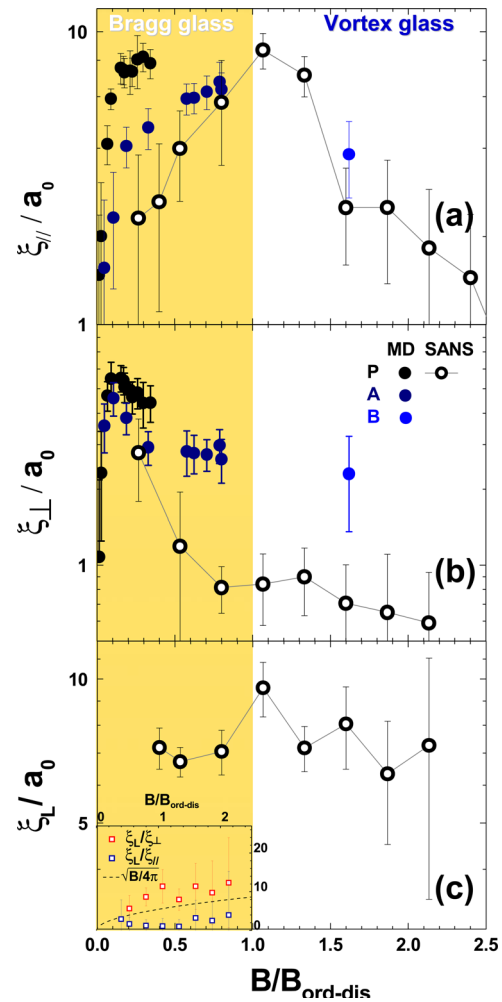 Bragg glass Vortex glass
10
ξ// / a0
(a)
1
MD SANS
P
A
B
ξ⊥ / a0
1
(b)
10
ξL / a0
5
0 1 2
B/Bord-dis
ξL/ξ⊥
ξL/ξ//
√B/4π
20
10
0
(c)
0.0 0.5 1.0 1.5 2.0 2.5
B/Bord-dis